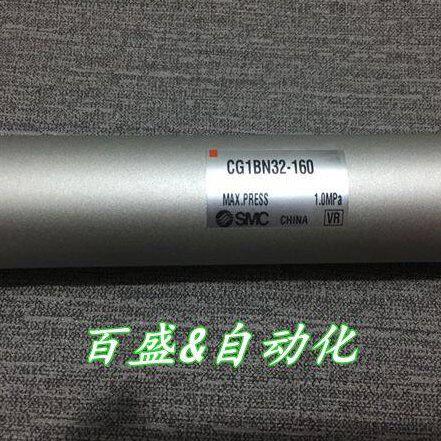 CG1BN32-160
MAX.PRESS 1.0MPa
SMC CHINA VR
百盛&自动化